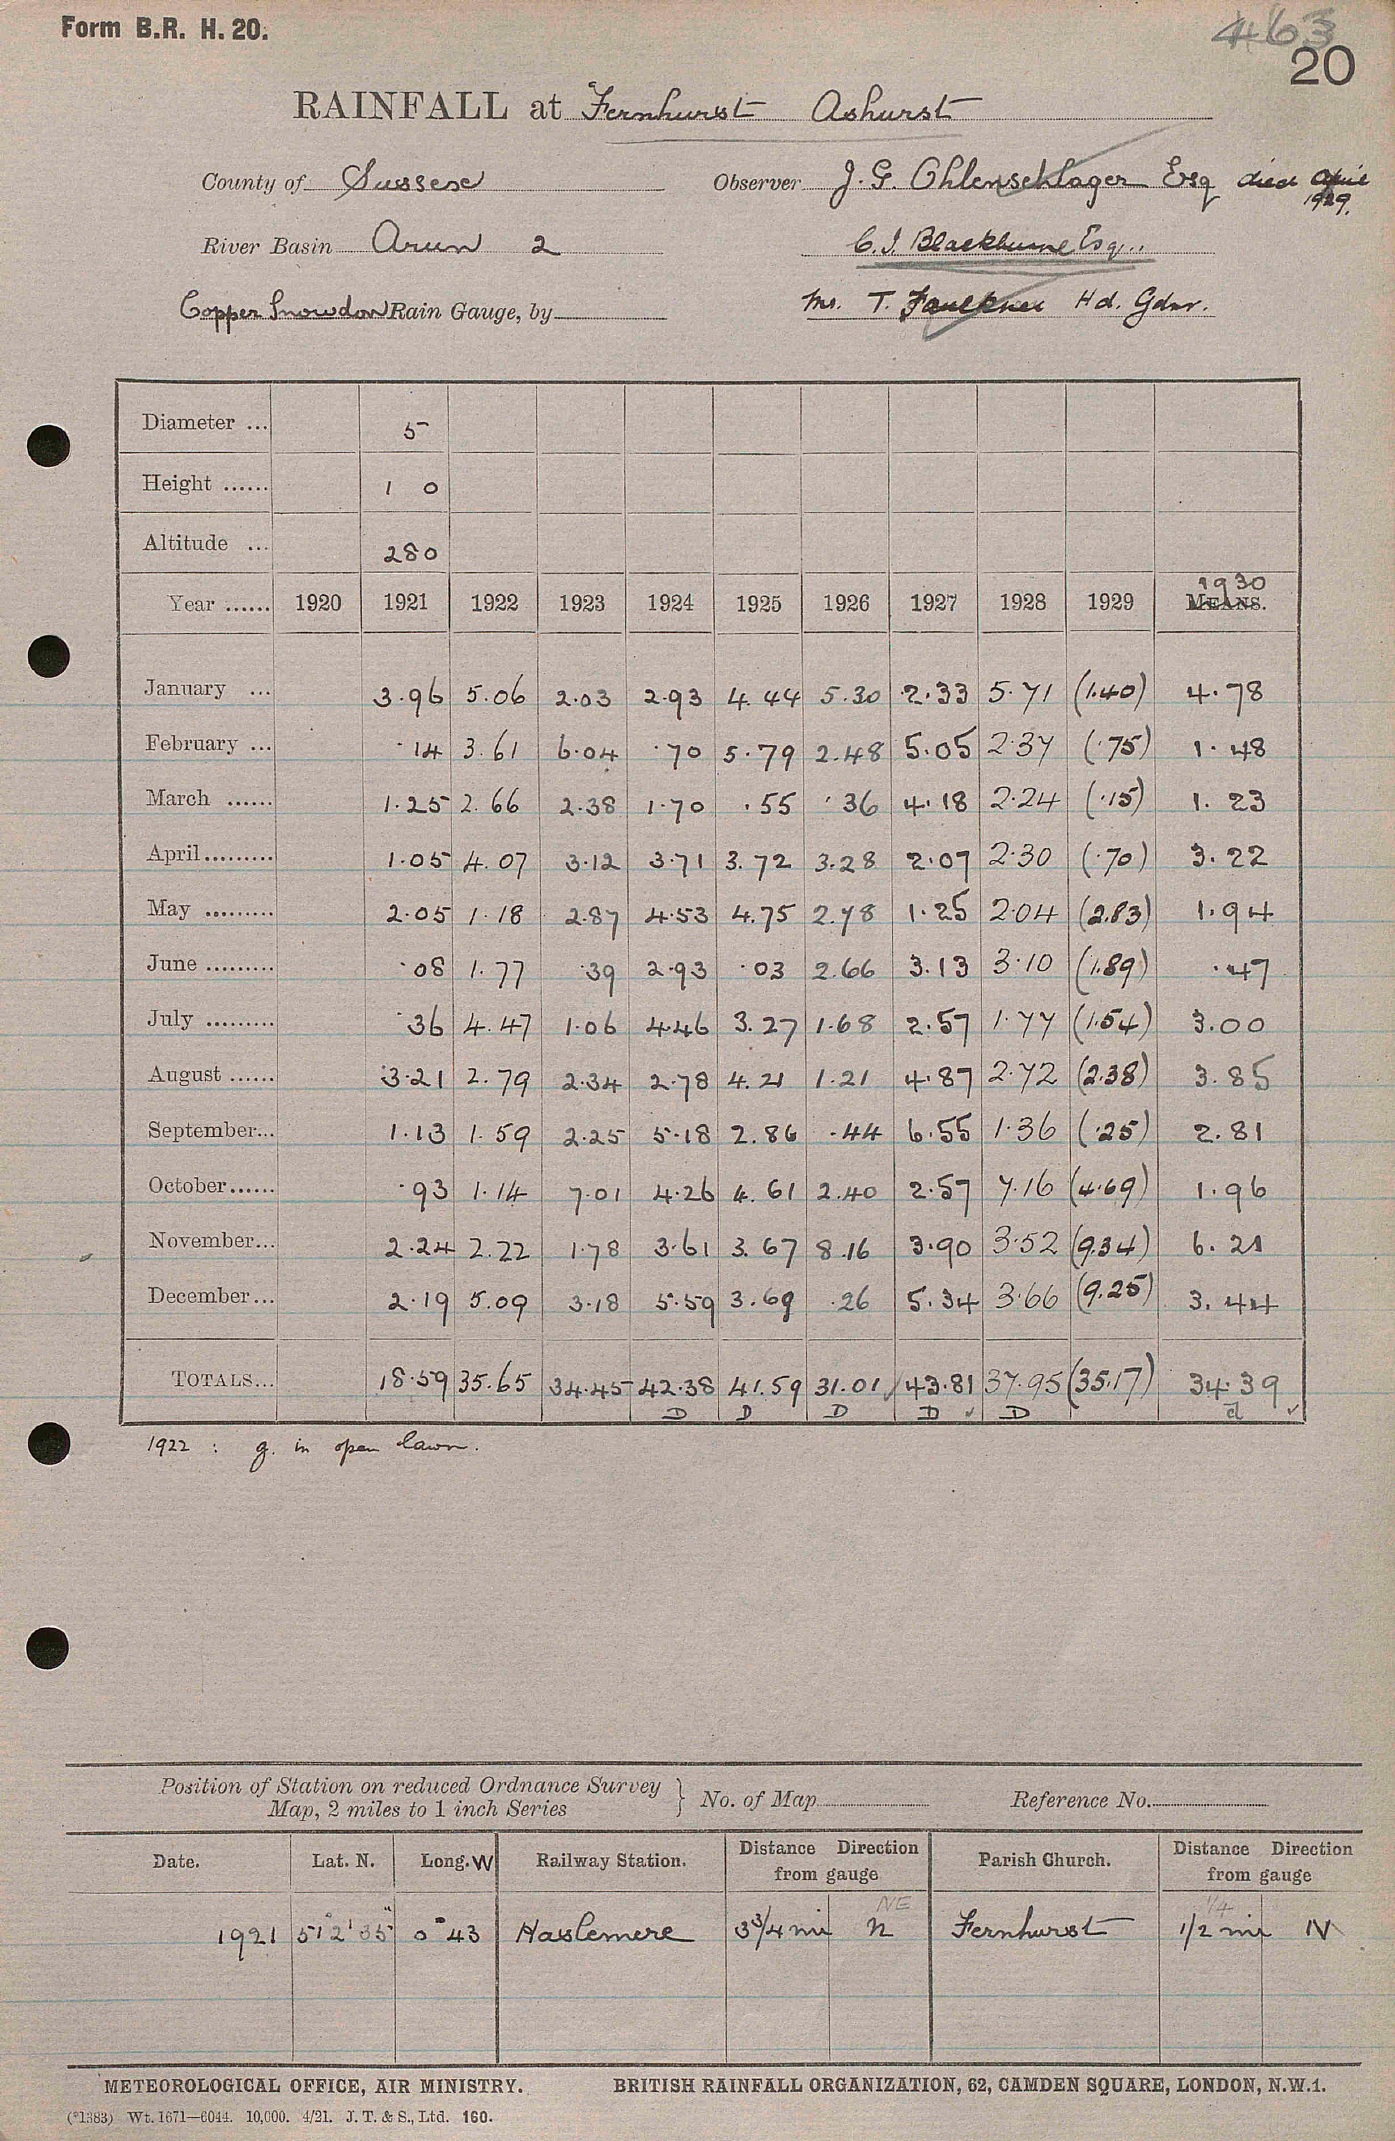 Form B.R. H. 20.
463
20
RAINFALL at Fernhurst Ashurst
County of Sussex Observer J. G. Ohlenschlager Esq died April 1929.
River Basin Arun 2 C. I. Blackburne Esq.
Copper Snowdon Rain Gauge, by Mr. T. Faulkner Hd. Gdnr.
Diameter ... 5
Height ...... 1 0
Altitude ... 280
Year ...... 1920 1921 1922 1923 1924 1925 1926 1927 1928 1929 1930 MEANS.
January ... 3.96 5.06 2.03 2.93 4.44 5.30 2.33 5.71 (1.40) 4.78
February ... .14 3.61 6.04 .70 5.79 2.48 5.05 2.37 (.75) 1.48
March ...... 1.25 2.66 2.38 1.70 .55 .36 4.18 2.24 (.15) 1.23
April ......... 1.05 4.07 3.12 3.71 3.72 3.28 2.07 2.30 (.70) 3.22
May ......... 2.05 1.18 2.87 4.53 4.75 2.78 1.25 2.04 (2.83) 1.94
June ......... .08 1.77 .39 2.93 .03 2.66 3.13 3.10 (1.89) .47
July ......... .36 4.47 1.06 4.46 3.27 1.68 2.57 1.77 (1.54) 3.00
August ...... 3.21 2.79 2.34 2.78 4.21 1.21 4.87 2.72 (2.38) 3.85
September... 1.13 1.59 2.25 5.18 2.86 .44 6.55 1.36 (.25) 2.81
October...... .93 1.14 7.01 4.26 4.61 2.40 2.57 7.16 (4.69) 1.96
November... 2.24 2.22 1.78 3.61 3.67 8.16 3.90 3.52 (9.34) 6.21
December... 2.19 5.09 3.18 5.59 3.69 .26 5.34 3.66 (9.25) 3.44
TOTALS... 18.59 35.65 34.45 42.38 41.59 31.01 43.81 37.95 (35.17) 34.39
D D D D ✓ D d ✓
1922 : g. in open lawn.
Position of Station on reduced Ordnance Survey Map, 2 miles to 1 inch Series } No. of Map Reference No.
Date. Lat. N. Long. W Railway Station. Distance Direction from gauge Parish Church. Distance Direction from gauge
NE 1/4
1921 51° 2' 35" 0° 43 Haslemere 3 3/4 mi N Fernhurst 1/2 mi N
METEOROLOGICAL OFFICE, AIR MINISTRY. BRITISH RAINFALL ORGANIZATION, 62, CAMDEN SQUARE, LONDON, N.W.1.
(*1383) Wt. 1671—6044. 10,000. 4/21. J. T. & S., Ltd. 160.